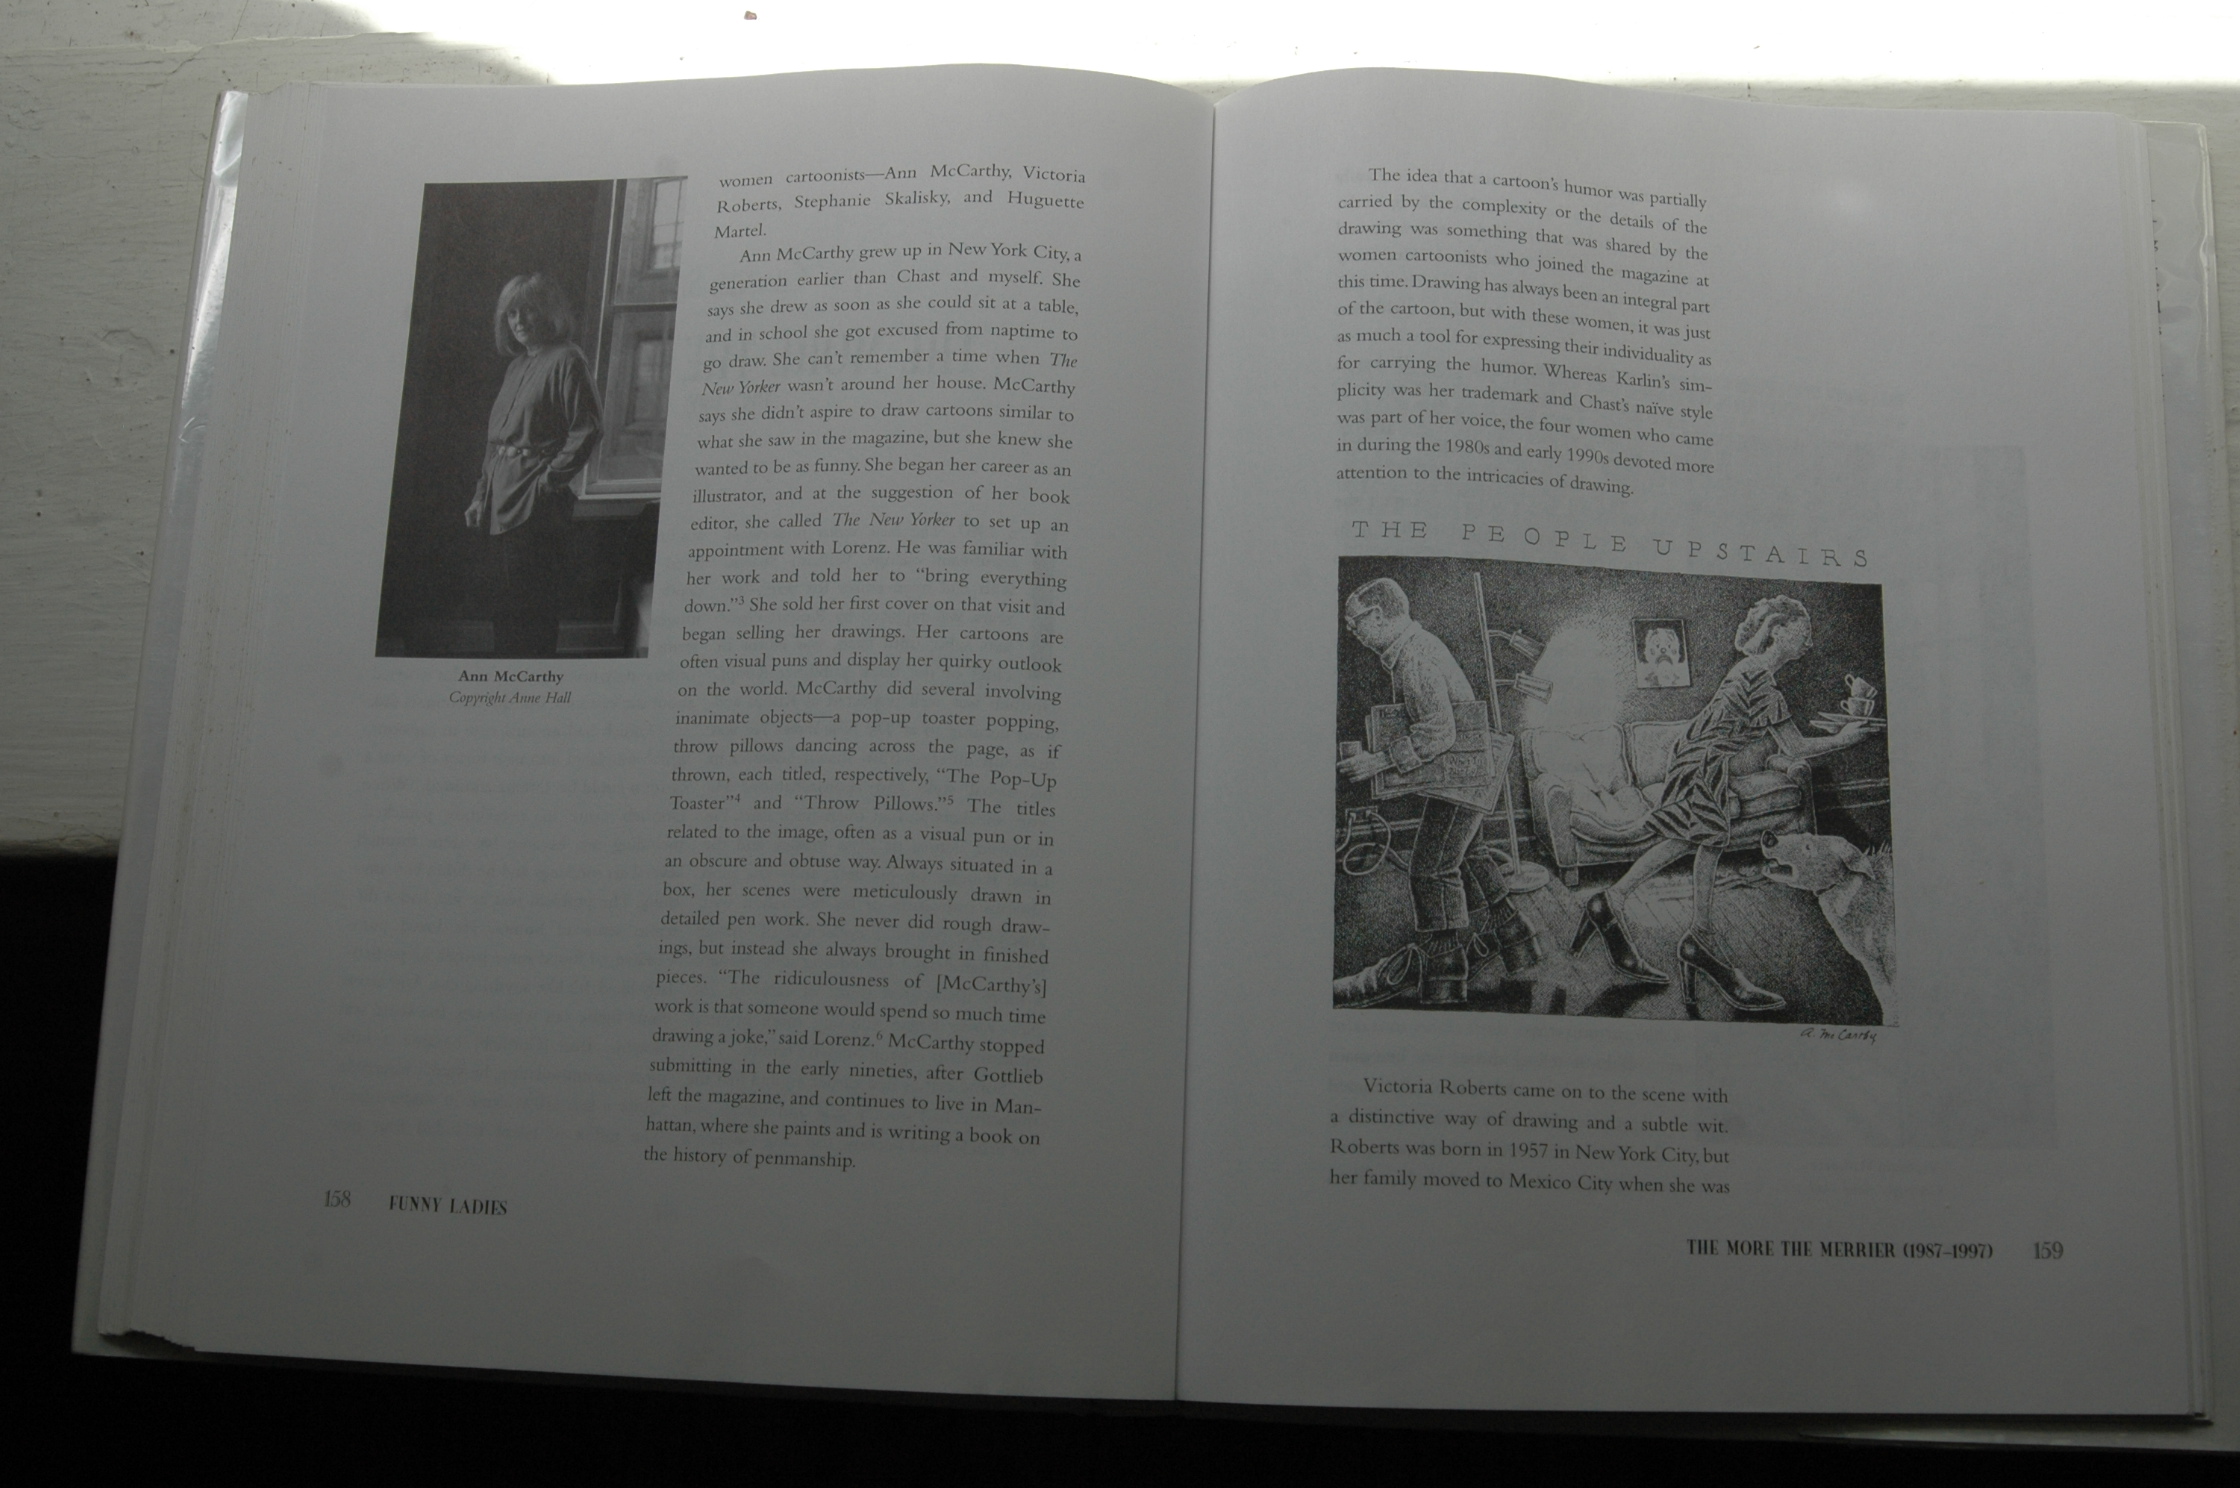 women cartoonists—Ann McCarthy, Victoria
Roberts, Stephanie Skalisky, and Huguette
Martel.
Ann McCarthy grew up in New York City, a
generation earlier than Chast and myself. She
says she drew as soon as she could sit at a table,
and in school she got excused from naptime to
go draw. She can't remember a time when The
New Yorker wasn't around her house. McCarthy
says she didn't aspire to draw cartoons similar to
what she saw in the magazine, but she knew she
wanted to be as funny. She began her career as an
illustrator, and at the suggestion of her book
editor, she called The New Yorker to set up an
appointment with Lorenz. He was familiar with
her work and told her to “bring everything
down.”3 She sold her first cover on that visit and
began selling her drawings. Her cartoons are
often visual puns and display her quirky outlook
on the world. McCarthy did several involving
inanimate objects—a pop-up toaster popping,
throw pillows dancing across the page, as if
thrown, each titled, respectively, “The Pop-Up
Toaster”4 and “Throw Pillows.”5 The titles
related to the image, often as a visual pun or in
an obscure and obtuse way. Always situated in a
box, her scenes were meticulously drawn in
detailed pen work. She never did rough draw-
ings, but instead she always brought in finished
pieces. “The ridiculousness of [McCarthy's]
work is that someone would spend so much time
drawing a joke,” said Lorenz.6 McCarthy stopped
submitting in the early nineties, after Gottlieb
left the magazine, and continues to live in Man-
hattan, where she paints and is writing a book on
the history of penmanship.
Ann McCarthy
Copyright Anne Hall
158 FUNNY LADIES
The idea that a cartoon's humor was partially
carried by the complexity or the details of the
drawing was something that was shared by the
women cartoonists who joined the magazine at
this time. Drawing has always been an integral part
of the cartoon, but with these women, it was just
as much a tool for expressing their individuality as
for carrying the humor. Whereas Karlin's sim-
plicity was her trademark and Chast's naïve style
was part of her voice, the four women who came
in during the 1980s and early 1990s devoted more
attention to the intricacies of drawing.
THE PEOPLE UPSTAIRS
A. McCarthy
Victoria Roberts came on to the scene with
a distinctive way of drawing and a subtle wit.
Roberts was born in 1957 in New York City, but
her family moved to Mexico City when she was
THE MORE THE MERRIER (1987–1997) 159